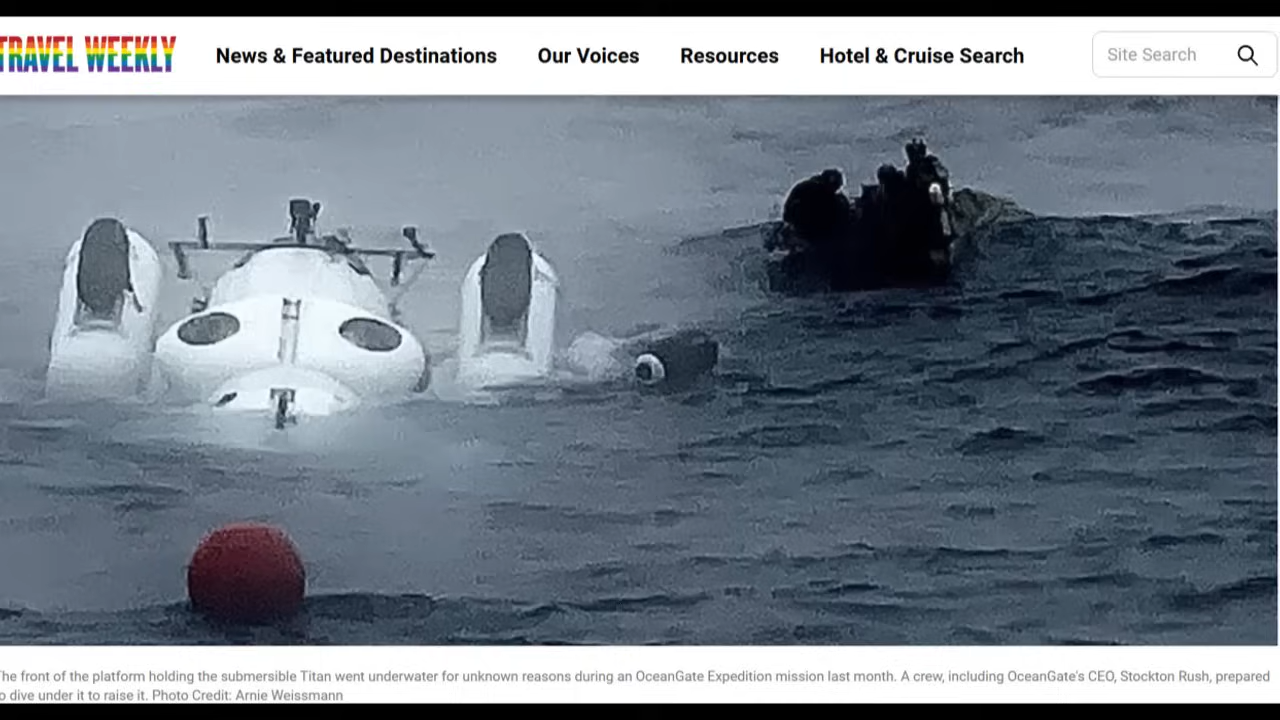 TRAVEL WEEKLY
News & Featured Destinations
Our Voices
Resources
Hotel & Cruise Search
Site Search
The front of the platform holding the submersible Titan went underwater for unknown reasons during an OceanGate Expedition mission last month. A crew, including OceanGate's CEO, Stockton Rush, prepared
to dive under it to raise it. Photo Credit: Arnie Weissmann